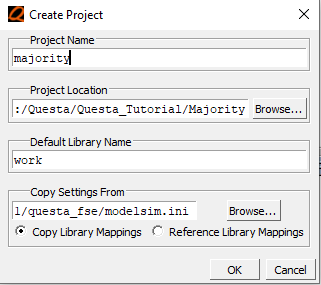 Create Project
Project Name
majority
Project Location
:/Questa/Questa_Tutorial/Majority Browse...
Default Library Name
work
Copy Settings From
l/questa_fse/modelsim.ini Browse...
Copy Library Mappings Reference Library Mappings
OK Cancel